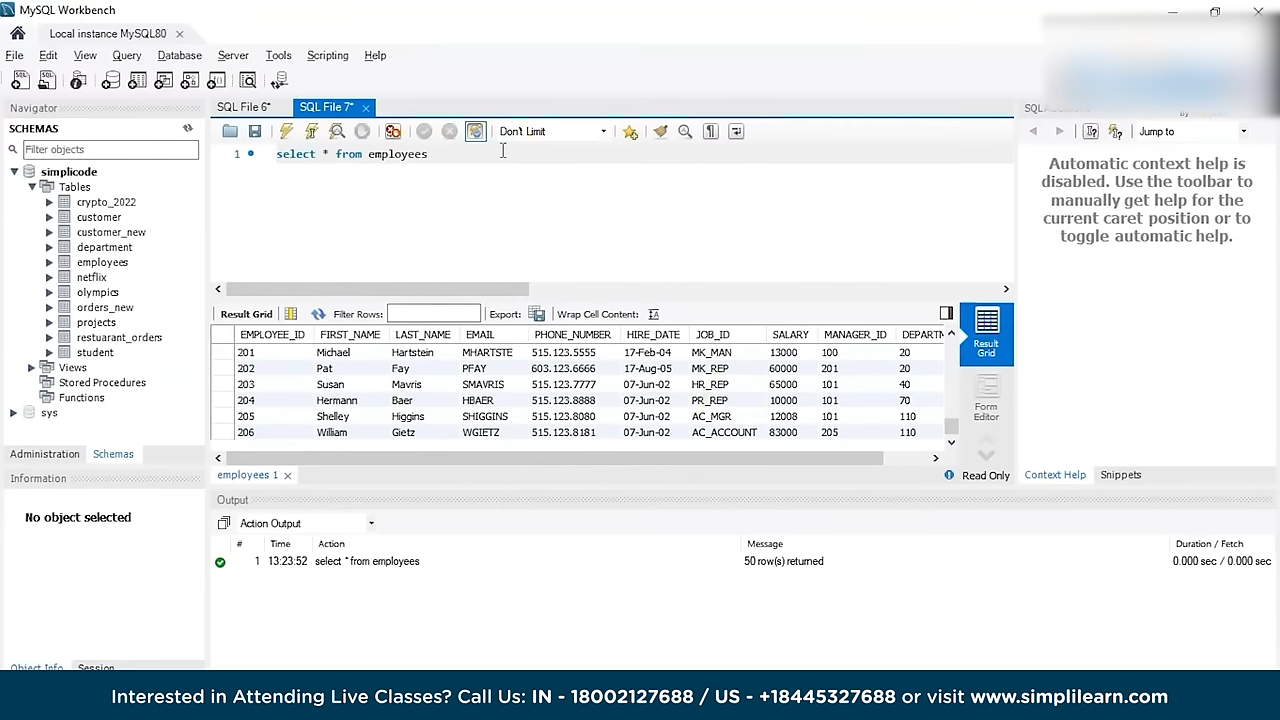 MySQL Workbench
Local instance MySQL80
File Edit View Query Database Server Tools Scripting Help
Navigator
SCHEMAS
Filter objects
simplicode
Tables
crypto_2022
customer
customer_new
department
employees
netflix
olympics
orders_new
projects
restuarant_orders
student
Views
Stored Procedures
Functions
sys
Administration Schemas
Information
No object selected
Object Info Session
SQL File 6* SQL File 7*
Don't Limit
1 select * from employees
Result Grid Filter Rows: Export: Wrap Cell Content:
EMPLOYEE_ID FIRST_NAME LAST_NAME EMAIL PHONE_NUMBER HIRE_DATE JOB_ID SALARY MANAGER_ID DEPARTN
201 Michael Hartstein MHARTSTE 515.123.5555 17-Feb-04 MK_MAN 13000 100 20
202 Pat Fay PFAY 603.123.6666 17-Aug-05 MK_REP 60000 201 20
203 Susan Mavris SMAVRIS 515.123.7777 07-Jun-02 HR_REP 65000 101 40
204 Hermann Baer HBAER 515.123.8888 07-Jun-02 PR_REP 10000 101 70
205 Shelley Higgins SHIGGINS 515.123.8080 07-Jun-02 AC_MGR 12008 101 110
206 William Gietz WGIETZ 515.123.8181 07-Jun-02 AC_ACCOUNT 83000 205 110
Result
Grid
Form
Editor
employees 1 Read Only
Jump to
Automatic context help is
disabled. Use the toolbar to
manually get help for the
current caret position or to
toggle automatic help.
Context Help Snippets
Output
Action Output
# Time Action Message Duration / Fetch
1 13:23:52 select * from employees 50 row(s) returned 0.000 sec / 0.000 sec
Interested in Attending Live Classes? Call Us: IN - 18002127688 / US - +18445327688 or visit www.simplilearn.com